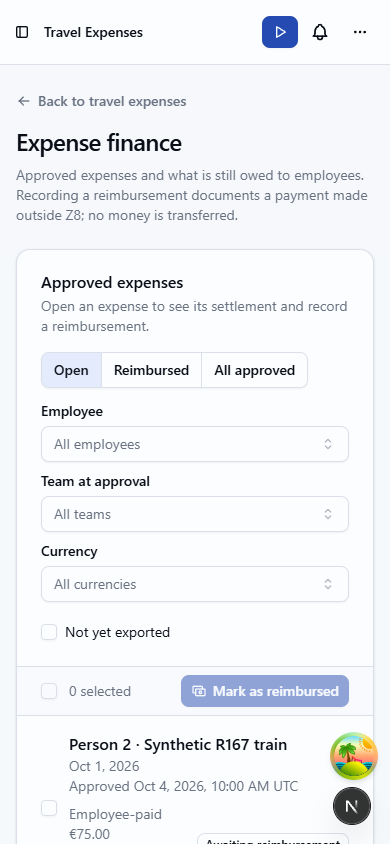 Travel Expenses
Back to travel expenses
Expense finance
Approved expenses and what is still owed to employees.
Recording a reimbursement documents a payment made
outside Z8; no money is transferred.
Approved expenses
Open an expense to see its settlement and record
a reimbursement.
Open Reimbursed All approved
Employee
All employees
Team at approval
All teams
Currency
All currencies
Not yet exported
0 selected Mark as reimbursed
Person 2 · Synthetic R167 train
Oct 1, 2026
Approved Oct 4, 2026, 10:00 AM UTC
Employee-paid
€75.00
Awaiting reimbursement
N